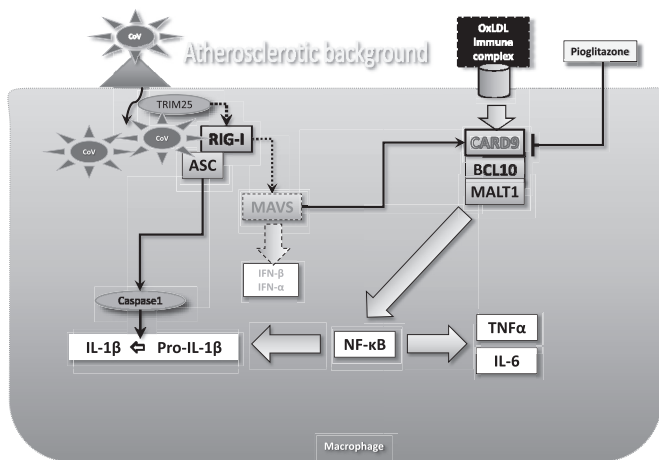 CoV
Atherosclerotic background
OxLDL
Immune
complex
Pioglitazone
TRIM25
CoV
CoV
RIG-I
ASC
CARD9
BCL10
MALT1
MAVS
IFN-β
IFN-α
Caspase1
IL-1β
Pro-IL-1β
NF-κB
TNFα
IL-6
Macrophage